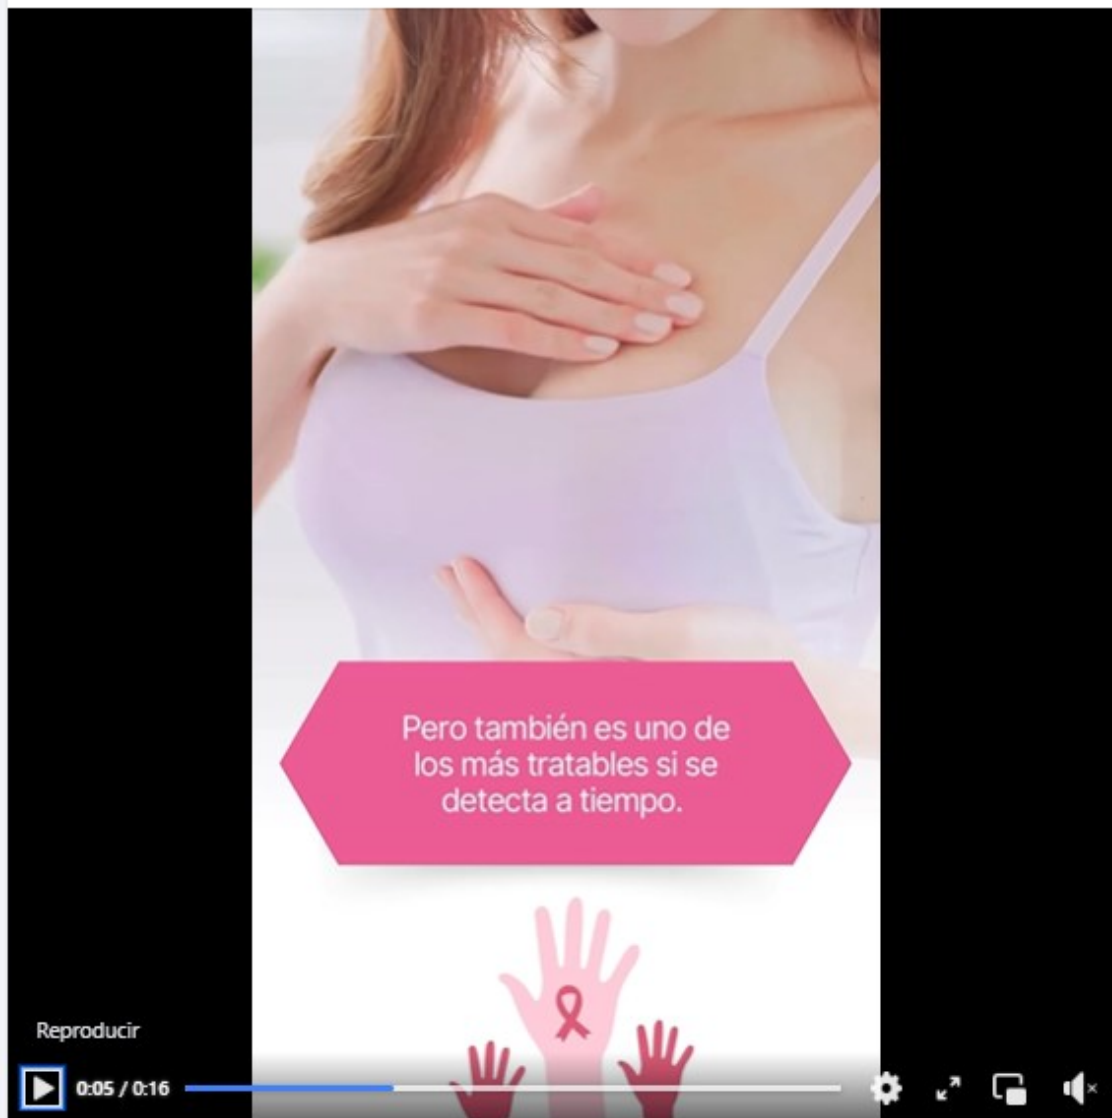 Pero también es uno de
los más tratables si se
detecta a tiempo.
Reproducir
0:05 / 0:16